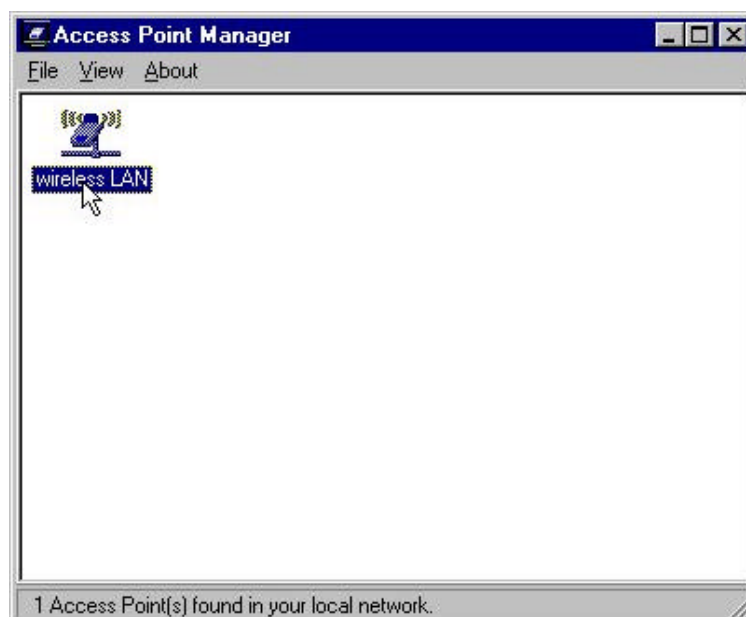 Access Point Manager
File View About
wireless LAN
1 Access Point(s) found in your local network.